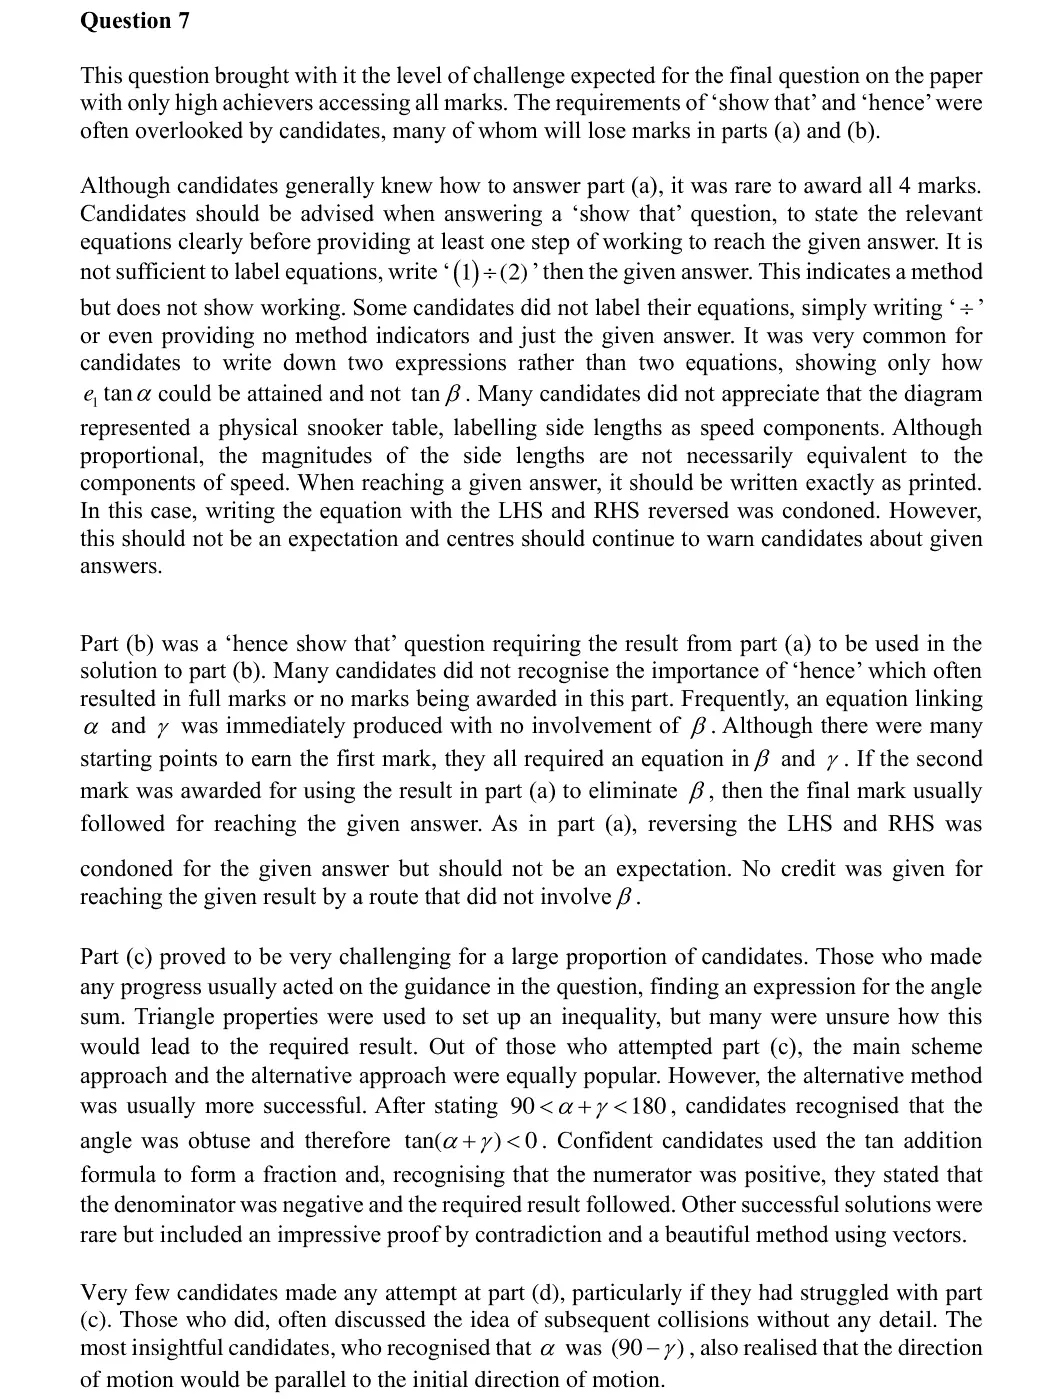 Question 7
This question brought with it the level of challenge expected for the final question on the paper
with only high achievers accessing all marks. The requirements of ‘show that’ and ‘hence’ were
often overlooked by candidates, many of whom will lose marks in parts (a) and (b).
Although candidates generally knew how to answer part (a), it was rare to award all 4 marks.
Candidates should be advised when answering a ‘show that’ question, to state the relevant
equations clearly before providing at least one step of working to reach the given answer. It is
not sufficient to label equations, write ‘(1)÷(2)’ then the given answer. This indicates a method
but does not show working. Some candidates did not label their equations, simply writing ‘÷’
or even providing no method indicators and just the given answer. It was very common for
candidates to write down two expressions rather than two equations, showing only how
e₁ tan α could be attained and not tan β. Many candidates did not appreciate that the diagram
represented a physical snooker table, labelling side lengths as speed components. Although
proportional, the magnitudes of the side lengths are not necessarily equivalent to the
components of speed. When reaching a given answer, it should be written exactly as printed.
In this case, writing the equation with the LHS and RHS reversed was condoned. However,
this should not be an expectation and centres should continue to warn candidates about given
answers.
Part (b) was a ‘hence show that’ question requiring the result from part (a) to be used in the
solution to part (b). Many candidates did not recognise the importance of ‘hence’ which often
resulted in full marks or no marks being awarded in this part. Frequently, an equation linking
α and γ was immediately produced with no involvement of β. Although there were many
starting points to earn the first mark, they all required an equation in β and γ. If the second
mark was awarded for using the result in part (a) to eliminate β, then the final mark usually
followed for reaching the given answer. As in part (a), reversing the LHS and RHS was
condoned for the given answer but should not be an expectation. No credit was given for
reaching the given result by a route that did not involve β.
Part (c) proved to be very challenging for a large proportion of candidates. Those who made
any progress usually acted on the guidance in the question, finding an expression for the angle
sum. Triangle properties were used to set up an inequality, but many were unsure how this
would lead to the required result. Out of those who attempted part (c), the main scheme
approach and the alternative approach were equally popular. However, the alternative method
was usually more successful. After stating 90 < α + γ < 180, candidates recognised that the
angle was obtuse and therefore tan(α + γ) < 0. Confident candidates used the tan addition
formula to form a fraction and, recognising that the numerator was positive, they stated that
the denominator was negative and the required result followed. Other successful solutions were
rare but included an impressive proof by contradiction and a beautiful method using vectors.
Very few candidates made any attempt at part (d), particularly if they had struggled with part
(c). Those who did, often discussed the idea of subsequent collisions without any detail. The
most insightful candidates, who recognised that α was (90 − γ), also realised that the direction
of motion would be parallel to the initial direction of motion.